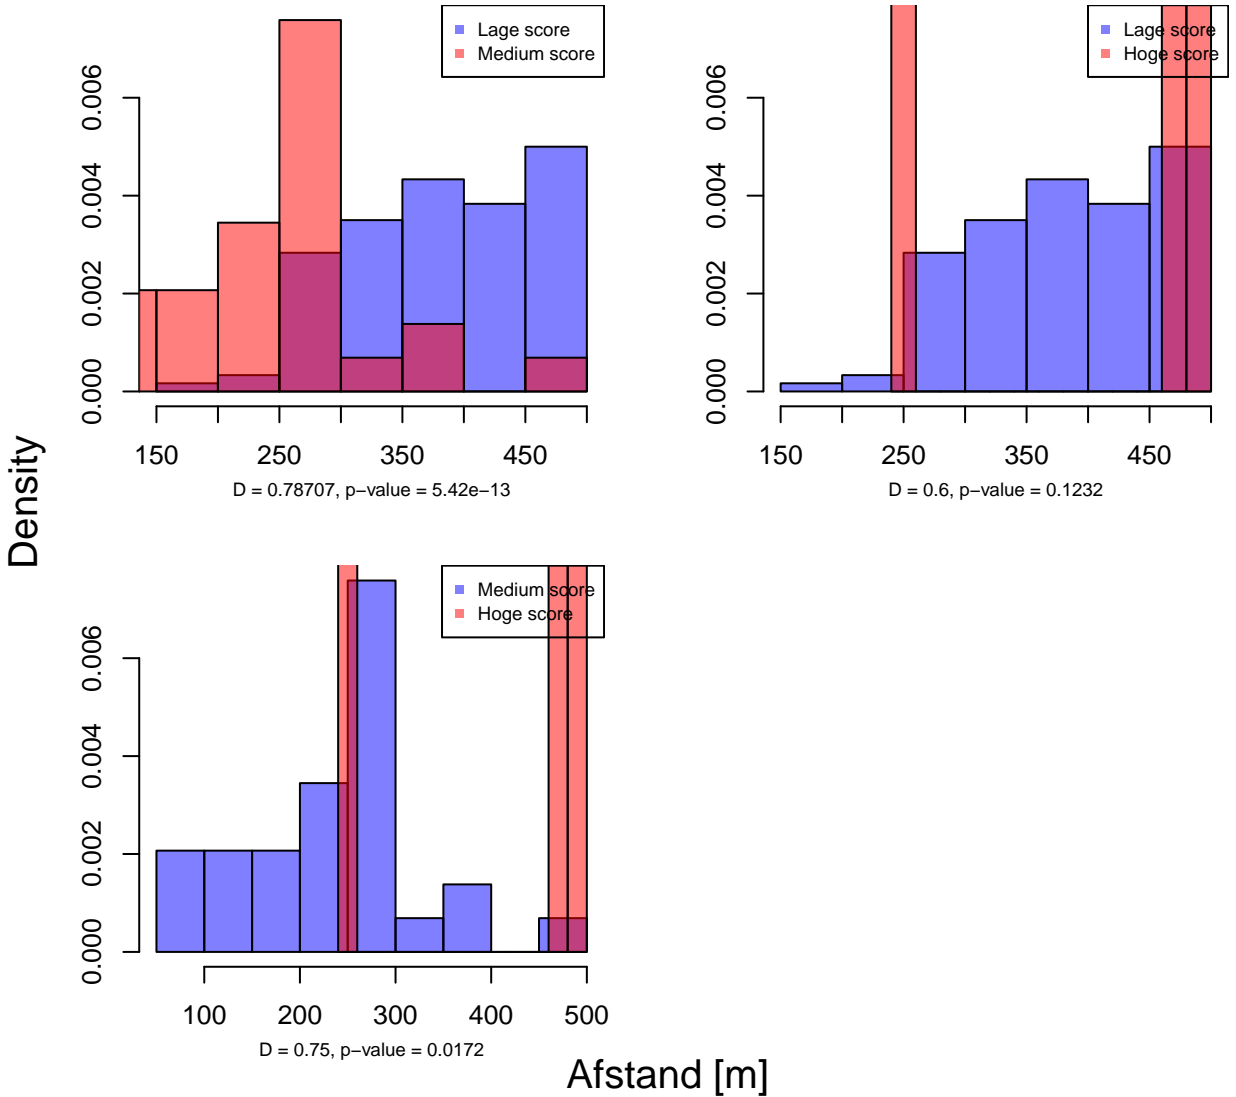 Lage score
Medium score
0.000 0.002 0.004 0.006
150 250 350 450
D = 0.78707, p−value = 5.42e−13
Lage score
Hoge score
0.000 0.002 0.004 0.006
150 250 350 450
D = 0.6, p−value = 0.1232
Density
Medium score
Hoge score
0.000 0.002 0.004 0.006
100 200 300 400 500
D = 0.75, p−value = 0.0172
Afstand [m]